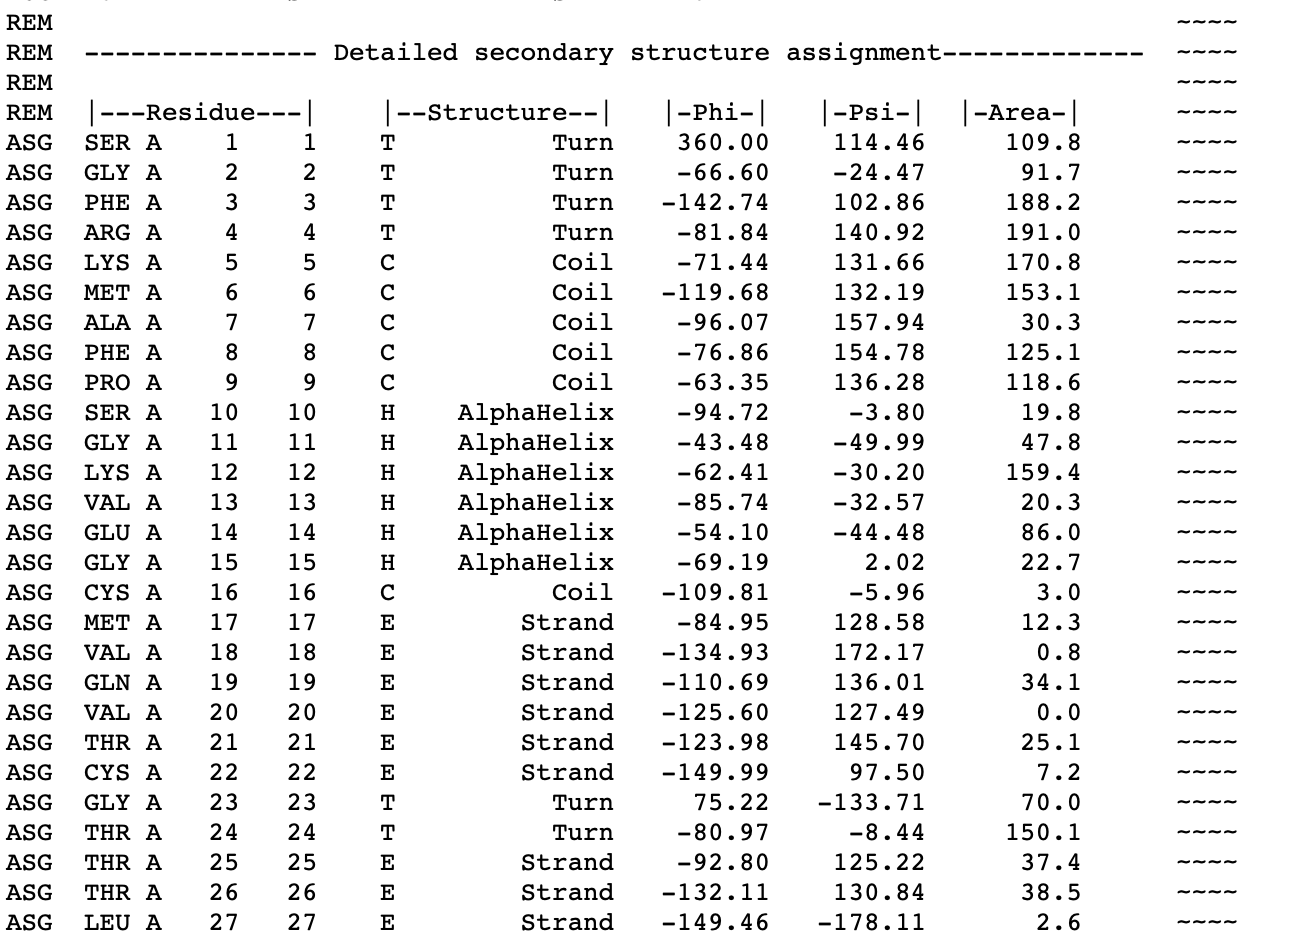 REM ~~~~
REM -------------- Detailed secondary structure assignment------------- ~~~~
REM ~~~~
REM |---Residue---| |--Structure--| |-Phi-| |-Psi-| |-Area-| ~~~~
ASG SER A 1 1 T Turn 360.00 114.46 109.8 ~~~~
ASG GLY A 2 2 T Turn -66.60 -24.47 91.7 ~~~~
ASG PHE A 3 3 T Turn -142.74 102.86 188.2 ~~~~
ASG ARG A 4 4 T Turn -81.84 140.92 191.0 ~~~~
ASG LYS A 5 5 C Coil -71.44 131.66 170.8 ~~~~
ASG MET A 6 6 C Coil -119.68 132.19 153.1 ~~~~
ASG ALA A 7 7 C Coil -96.07 157.94 30.3 ~~~~
ASG PHE A 8 8 C Coil -76.86 154.78 125.1 ~~~~
ASG PRO A 9 9 C Coil -63.35 136.28 118.6 ~~~~
ASG SER A 10 10 H AlphaHelix -94.72 -3.80 19.8 ~~~~
ASG GLY A 11 11 H AlphaHelix -43.48 -49.99 47.8 ~~~~
ASG LYS A 12 12 H AlphaHelix -62.41 -30.20 159.4 ~~~~
ASG VAL A 13 13 H AlphaHelix -85.74 -32.57 20.3 ~~~~
ASG GLU A 14 14 H AlphaHelix -54.10 -44.48 86.0 ~~~~
ASG GLY A 15 15 H AlphaHelix -69.19 2.02 22.7 ~~~~
ASG CYS A 16 16 C Coil -109.81 -5.96 3.0 ~~~~
ASG MET A 17 17 E Strand -84.95 128.58 12.3 ~~~~
ASG VAL A 18 18 E Strand -134.93 172.17 0.8 ~~~~
ASG GLN A 19 19 E Strand -110.69 136.01 34.1 ~~~~
ASG VAL A 20 20 E Strand -125.60 127.49 0.0 ~~~~
ASG THR A 21 21 E Strand -123.98 145.70 25.1 ~~~~
ASG CYS A 22 22 E Strand -149.99 97.50 7.2 ~~~~
ASG GLY A 23 23 T Turn 75.22 -133.71 70.0 ~~~~
ASG THR A 24 24 T Turn -80.97 -8.44 150.1 ~~~~
ASG THR A 25 25 E Strand -92.80 125.22 37.4 ~~~~
ASG THR A 26 26 E Strand -132.11 130.84 38.5 ~~~~
ASG LEU A 27 27 E Strand -149.46 -178.11 2.6 ~~~~